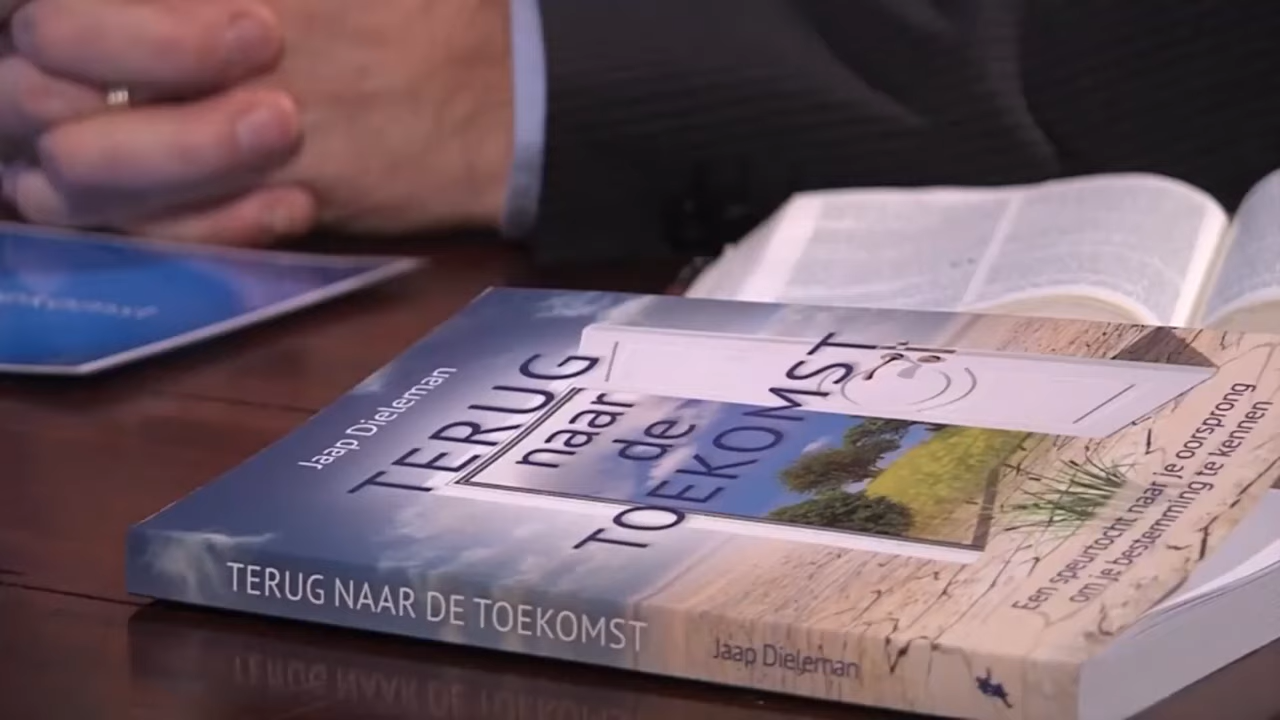 Jaap Dieleman
TERUG
naar
de
TOEKOMST
Een speurtocht naar je oorsprong
om je bestemming te kennen
TERUG NAAR DE TOEKOMST
Jaap Dieleman